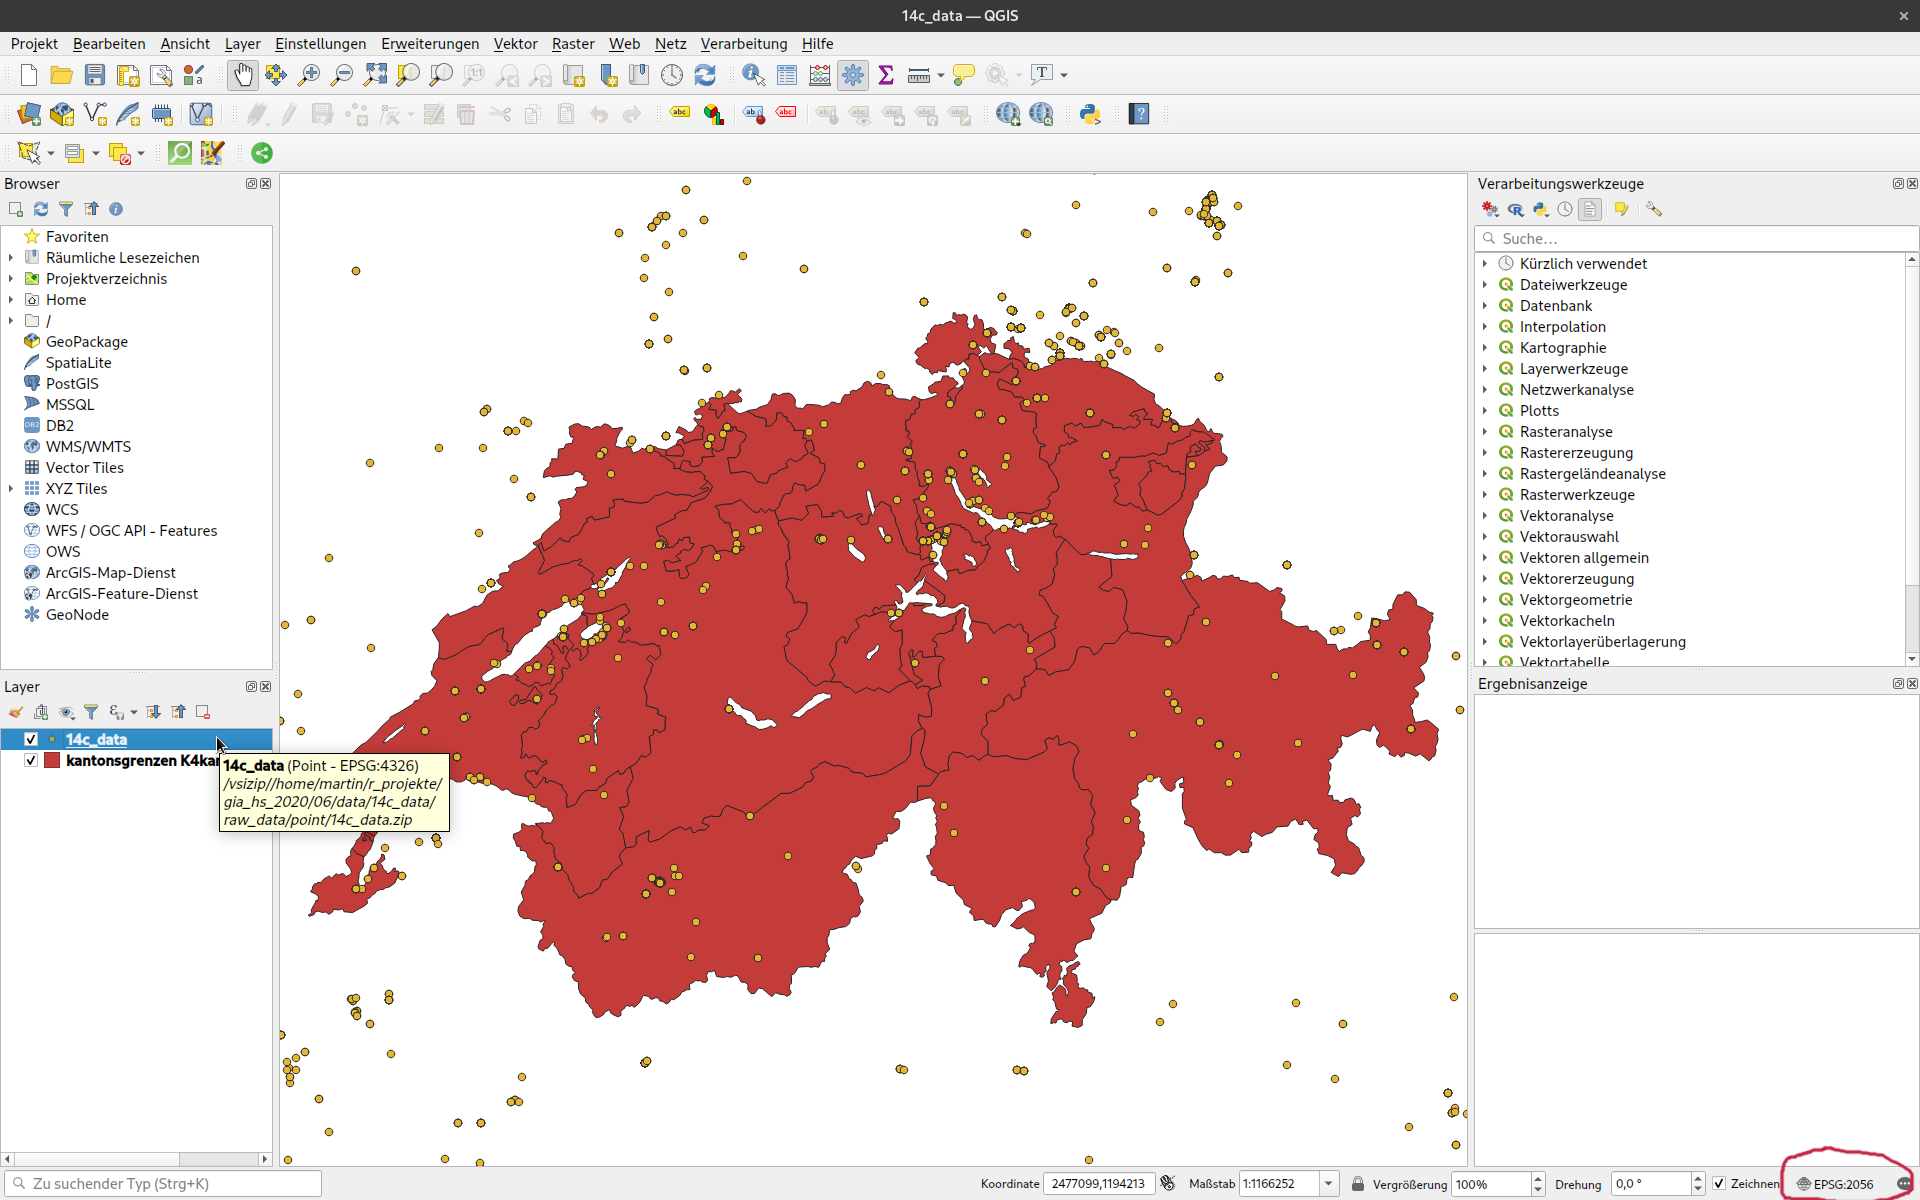 14c_data — QGIS
Projekt Bearbeiten Ansicht Layer Einstellungen Erweiterungen Vektor Raster Web Netz Verarbeitung Hilfe
Browser
Favoriten
Räumliche Lesezeichen
Projektverzeichnis
Home
/
GeoPackage
SpatiaLite
PostGIS
MSSQL
DB2
WMS/WMTS
Vector Tiles
XYZ Tiles
WCS
WFS / OGC API - Features
OWS
ArcGIS-Map-Dienst
ArcGIS-Feature-Dienst
GeoNode
Layer
14c_data
kantonsgrenzen K4kan
14c_data (Point - EPSG:4326)
/vsizip//home/martin/r_projekte/
gia_hs_2020/06/data/14c_data/
raw_data/point/14c_data.zip
Verarbeitungswerkzeuge
Suche…
Kürzlich verwendet
Dateiwerkzeuge
Datenbank
Interpolation
Kartographie
Layerwerkzeuge
Netzwerkanalyse
Plotts
Rasteranalyse
Rastererzeugung
Rastergeländeanalyse
Rasterwerkzeuge
Vektoranalyse
Vektorauswahl
Vektoren allgemein
Vektorerzeugung
Vektorgeometrie
Vektorkacheln
Vektorlayerüberlagerung
Vektortabelle
Ergebnisanzeige
Zu suchender Typ (Strg+K)
Koordinate 2477099,1194213 Maßstab 1:1166252 Vergrößerung 100% Drehung 0,0 ° Zeichnen EPSG:2056